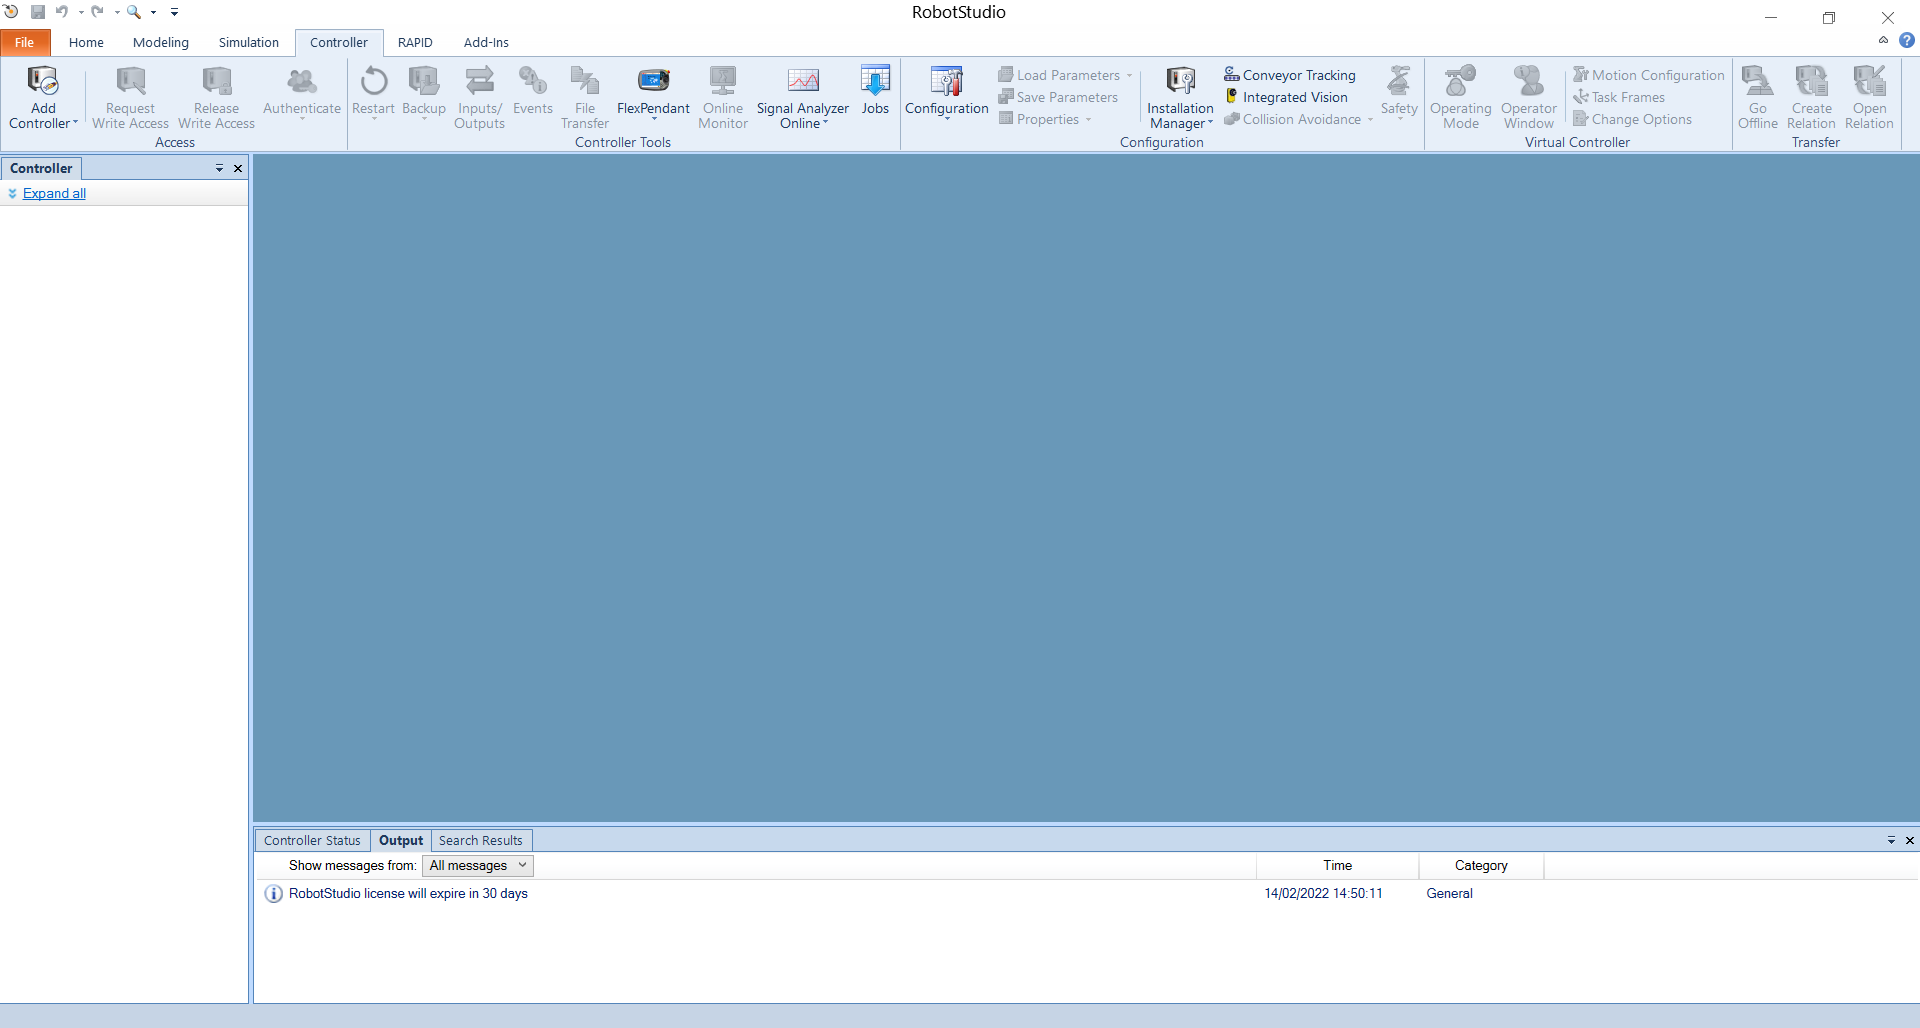 RobotStudio
File Home Modeling Simulation Controller RAPID Add-Ins
Add Controller
Request Write Access
Release Write Access
Authenticate
Access
Restart
Backup
Inputs/ Outputs
Events
File Transfer
FlexPendant
Online Monitor
Signal Analyzer Online
Jobs
Controller Tools
Configuration
Load Parameters
Save Parameters
Properties
Installation Manager
Conveyor Tracking
Integrated Vision
Collision Avoidance
Safety
Configuration
Operating Mode
Operator Window
Motion Configuration
Task Frames
Change Options
Virtual Controller
Go Offline
Create Relation
Open Relation
Transfer
Controller
Expand all
Controller Status Output Search Results
Show messages from: All messages Time Category
RobotStudio license will expire in 30 days 14/02/2022 14:50:11 General